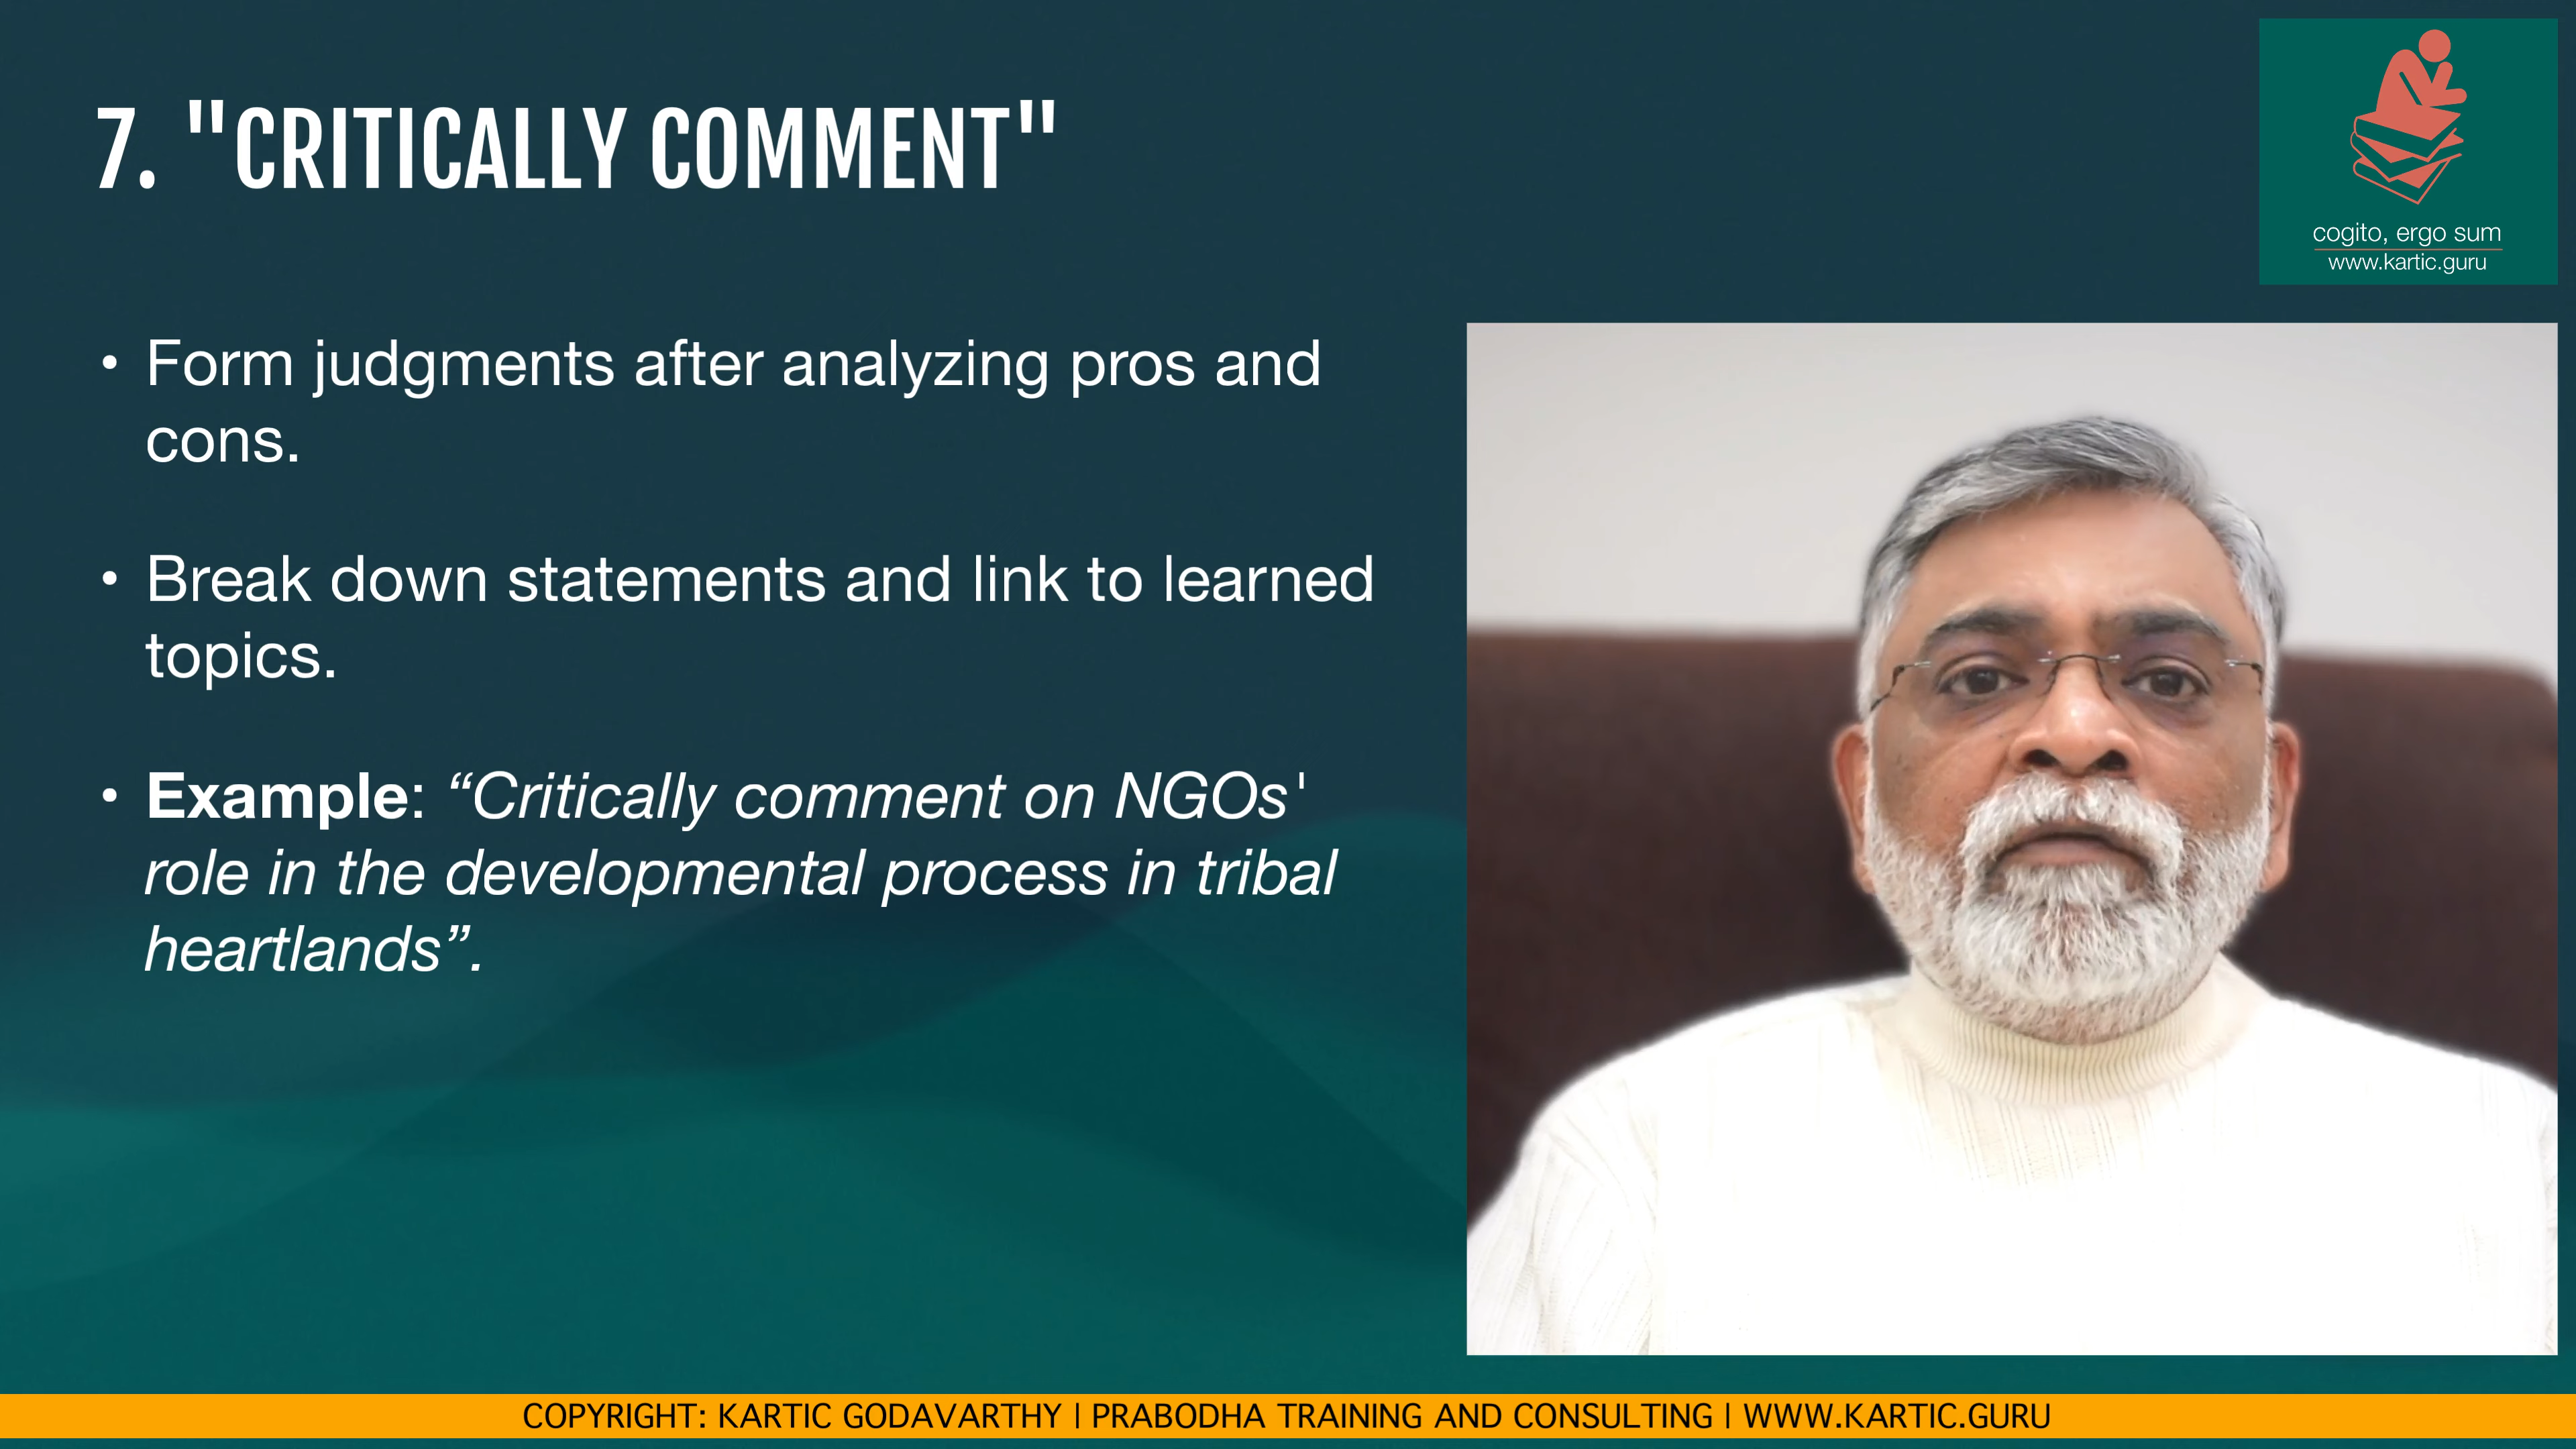 7. "CRITICALLY COMMENT"
cogito, ergo sum
www.kartic.guru
• Form judgments after analyzing pros and
cons.
• Break down statements and link to learned
topics.
• Example: “Critically comment on NGOs'
role in the developmental process in tribal
heartlands”.
COPYRIGHT: KARTIC GODAVARTHY | PRABODHA TRAINING AND CONSULTING | WWW.KARTIC.GURU